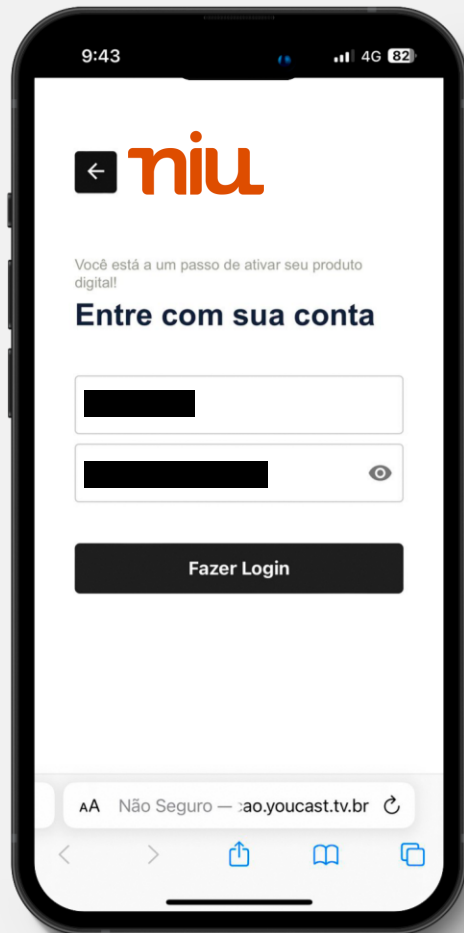 9:43
4G 82
niu
Você está a um passo de ativar seu produto
digital!
Entre com sua conta
Fazer Login
AA Não Seguro — ao.youcast.tv.br